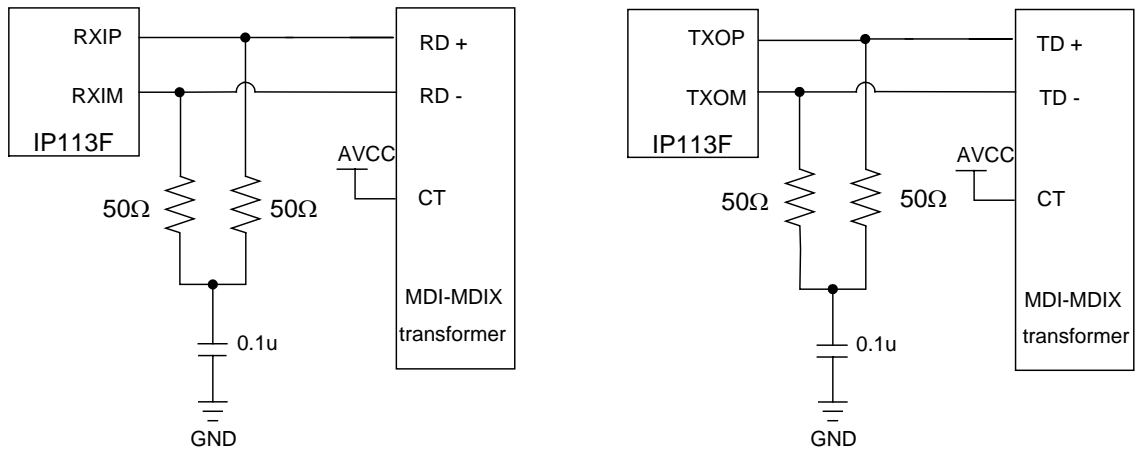 RXIP
RD +
RXIM
RD -
IP113F
AVCC
50Ω
50Ω
CT
MDI-MDIX
transformer
0.1u
GND
TXOP
TD +
TXOM
TD -
IP113F
AVCC
50Ω
50Ω
CT
MDI-MDIX
transformer
0.1u
GND